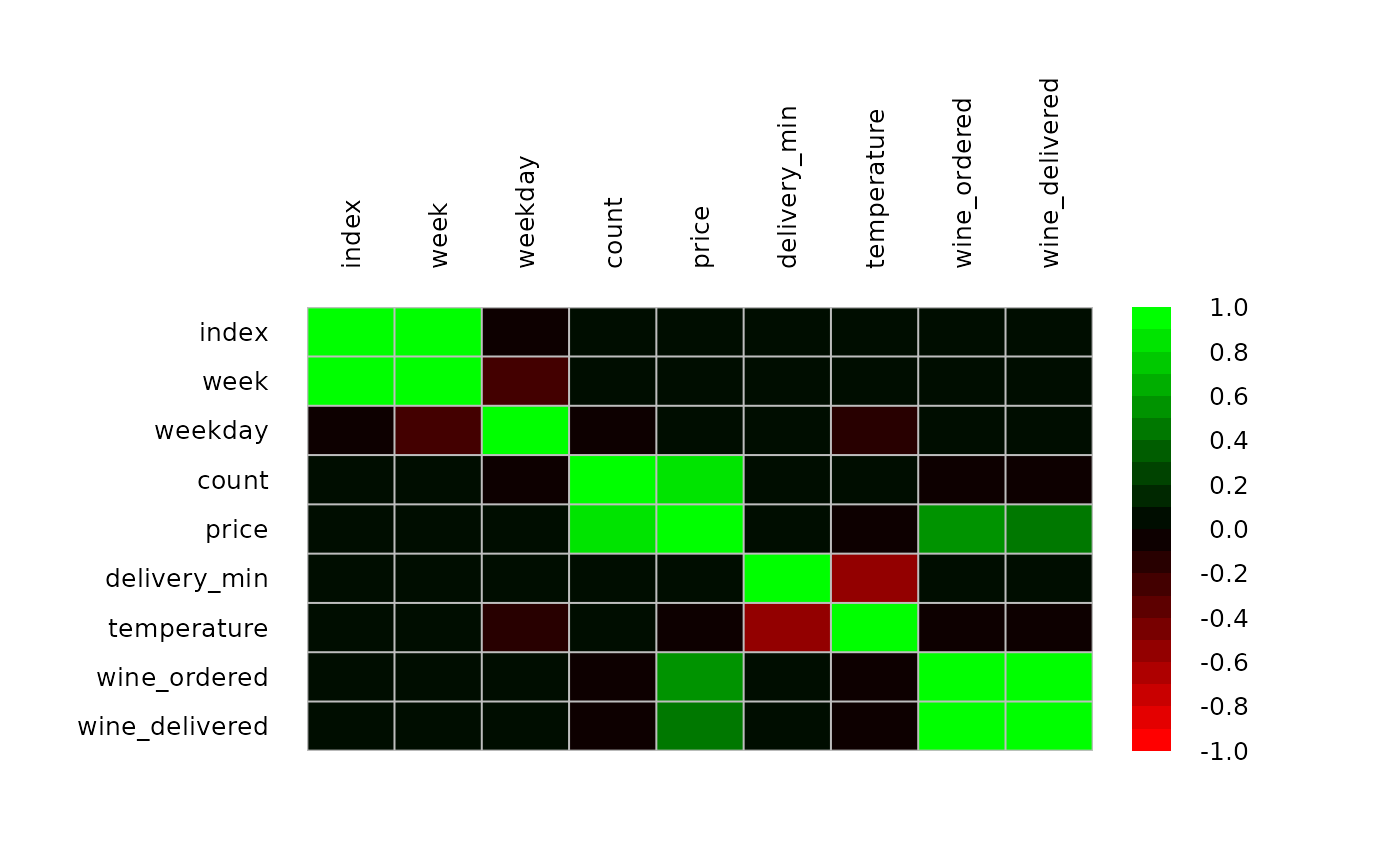 index
week
weekday
count
price
delivery_min
temperature
wine_ordered
wine_delivered
index
week
weekday
count
price
delivery_min
temperature
wine_ordered
wine_delivered
1.0
0.8
0.6
0.4
0.2
0.0
-0.2
-0.4
-0.6
-0.8
-1.0